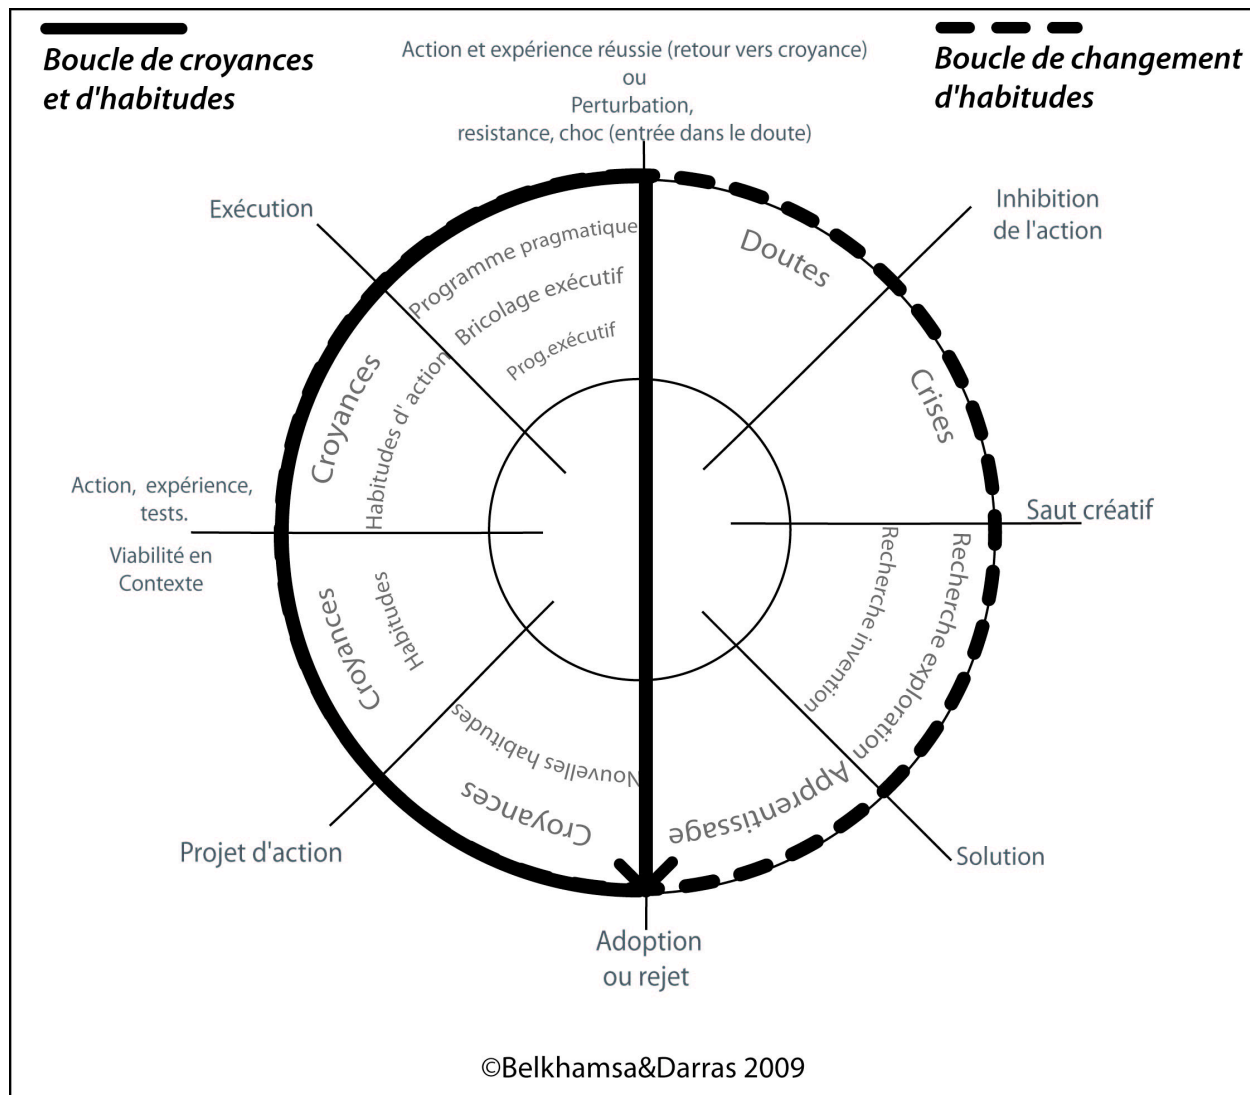 Boucle de croyances
et d'habitudes
Action et expérience réussie (retour vers croyance)
ou
Perturbation,
resistance, choc (entrée dans le doute)
Boucle de changement
d'habitudes
Exécution
Inhibition
de l'action
Programme pragmatique
Bricolage exécutif
Prog.exécutif
Doutes
Crises
Croyances
Habitudes d' action
Action, expérience,
tests.
Viabilité en
Contexte
Saut créatif
Recherche exploration
Recherche invention
Croyances
Habitudes
Nouvelles habitudes
Croyances
Apprentissage
Projet d'action
Solution
Adoption
ou rejet
©Belkhamsa&Darras 2009